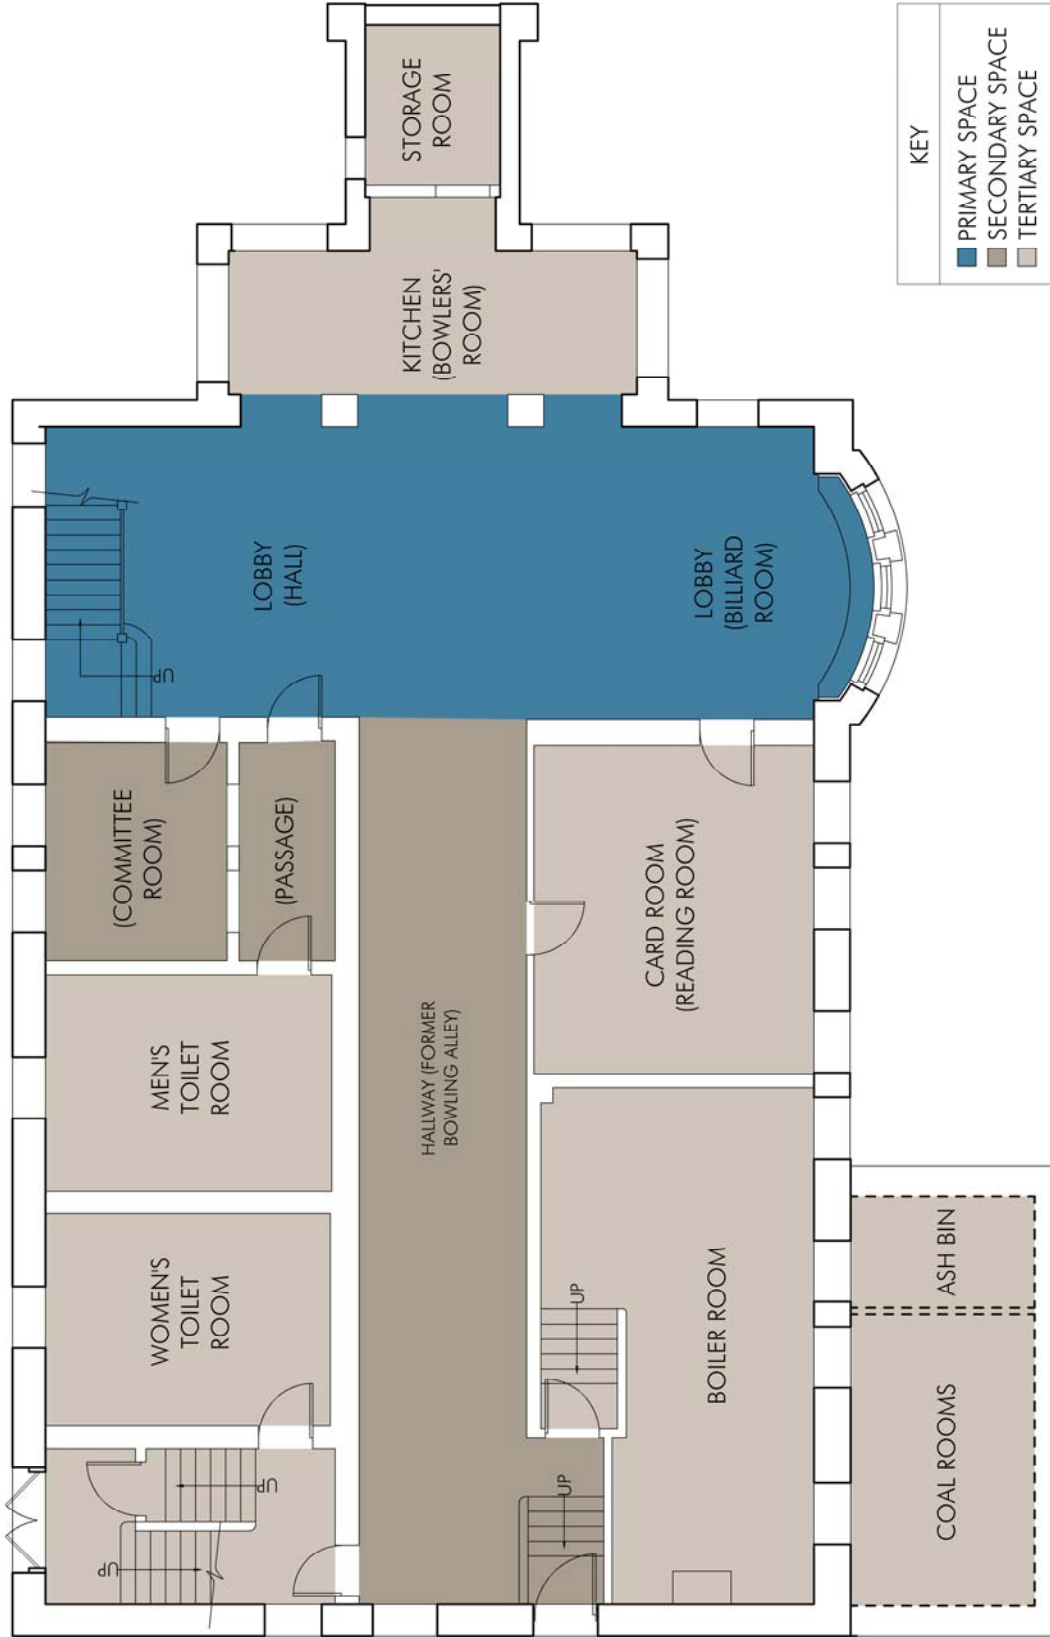 STORAGE
ROOM
KITCHEN
(BOWLERS'
ROOM)
KEY
PRIMARY SPACE
SECONDARY SPACE
TERTIARY SPACE
LOBBY
(HALL)
LOBBY
(BILLIARD
ROOM)
UP
(COMMITTEE
ROOM)
(PASSAGE)
CARD ROOM
(READING ROOM)
MEN'S
TOILET
ROOM
HALLWAY (FORMER
BOWLING ALLEY)
WOMEN'S
TOILET
ROOM
UP
BOILER ROOM
ASH BIN
COAL ROOMS
UP
UP
UP